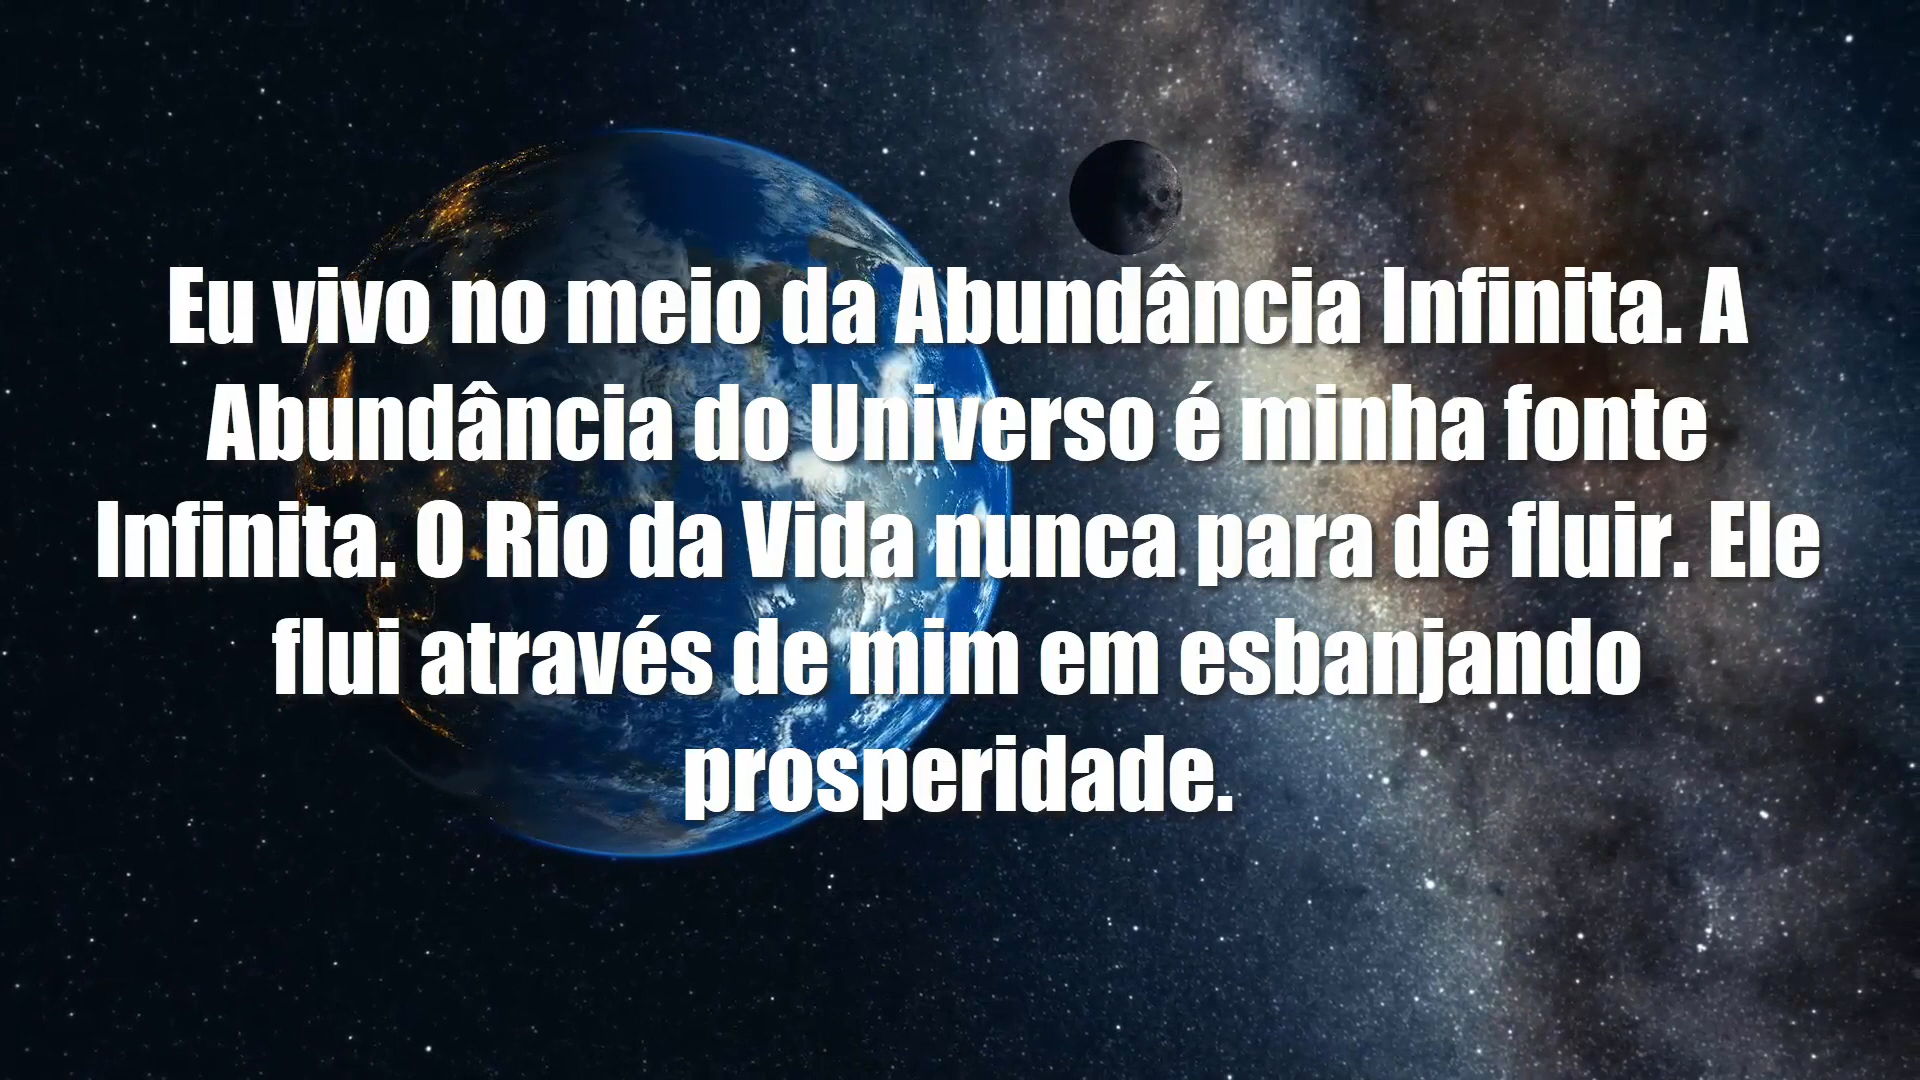 Eu vivo no meio da Abundância Infinita. A
Abundância do Universo é minha fonte
Infinita. O Rio da Vida nunca para de fluir. Ele
flui através de mim em esbanjando
prosperidade.